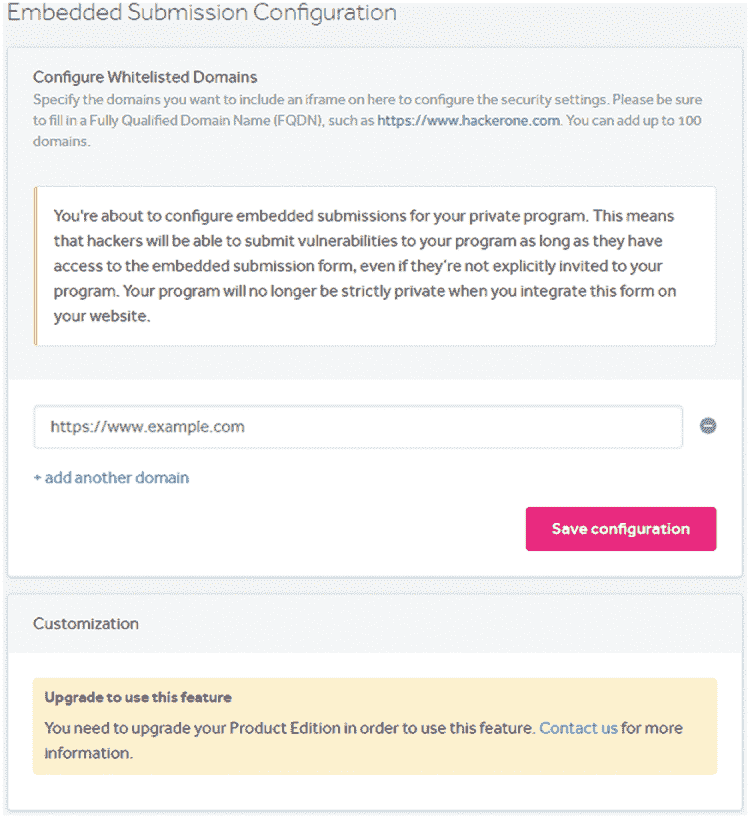 Embedded Submission Configuration
Configure Whitelisted Domains
Specify the domains you want to include an iframe on here to configure the security settings. Please be sure
to fill in a Fully Qualified Domain Name (FQDN), such as https://www.hackerone.com. You can add up to 100
domains.
You're about to configure embedded submissions for your private program. This means
that hackers will be able to submit vulnerabilities to your program as long as they have
access to the embedded submission form, even if they're not explicitly invited to your
program. Your program will no longer be strictly private when you integrate this form on
your website.
https://www.example.com
+ add another domain
Save configuration
Customization
Upgrade to use this feature
You need to upgrade your Product Edition in order to use this feature. Contact us for more
information.